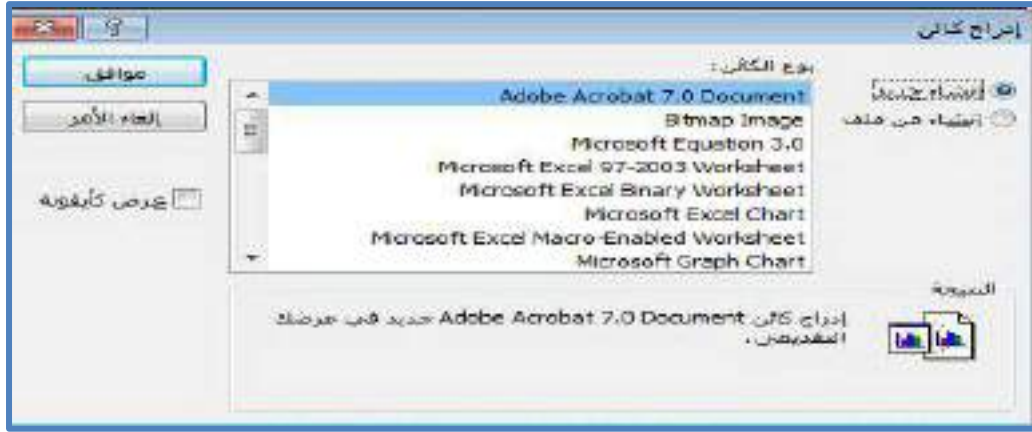 إدراج كائن
نوع الكائن:
إنشاء جديد
إنشاء من ملف
Adobe Acrobat 7.0 Document
Bitmap Image
Microsoft Equation 3.0
Microsoft Excel 97-2003 Worksheet
Microsoft Excel Binary Worksheet
Microsoft Excel Chart
Microsoft Excel Macro-Enabled Worksheet
Microsoft Graph Chart
موافق
إلغاء الأمر
عرض كأيقونة
النتيجة
إدراج كائن Adobe Acrobat 7.0 Document جديد في عرضك
التقديمي.